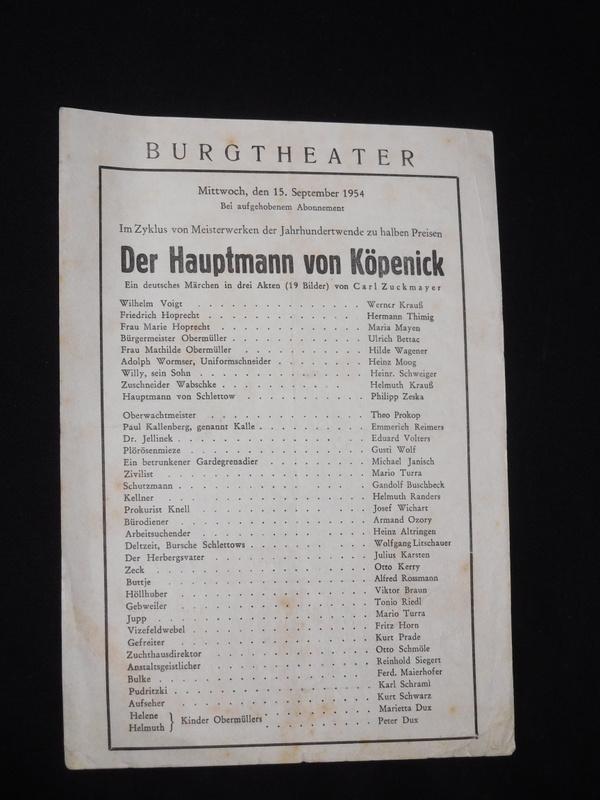 BURGTHEATER
Mittwoch, den 15. September 1954
Bei aufgehobenem Abonnement
Im Zyklus von Meisterwerken der Jahrhundertwende zu halben Preisen
Der Hauptmann von Köpenick
Ein deutsches Märchen in drei Akten (19 Bilder) von Carl Zuckmayer
Wilhelm Voigt . . . . . . . . . . . . Werner Krauß
Friedrich Hoprecht . . . . . . . . . . . . Hermann Thimig
Frau Marie Hoprecht . . . . . . . . . . . . Maria Mayen
Bürgermeister Obermüller . . . . . . . . . . . . Ulrich Bettac
Frau Mathilde Obermüller . . . . . . . . . . . . Hilde Wagener
Adolph Wormser, Uniformschneider . . . . . . . . Heinz Moog
Willy, sein Sohn . . . . . . . . . . . . Heinr. Schweiger
Zuschneider Wabschke . . . . . . . . . . . . Helmuth Krauß
Hauptmann von Schlettow . . . . . . . . . . . . Philipp Zeska
Oberwachtmeister . . . . . . . . . . . . Theo Prokop
Paul Kallenberg, genannt Kalle . . . . . . . . . Emmerich Reimers
Dr. Jellinek . . . . . . . . . . . . Eduard Volters
Plörösenmieze . . . . . . . . . . . . Gusti Wolf
Ein betrunkener Gardegrenadier . . . . . . . . . Michael Janisch
Zivilist . . . . . . . . . . . . Mario Turra
Schutzmann . . . . . . . . . . . . Gandolf Buschbeck
Kellner . . . . . . . . . . . . Helmuth Randers
Prokurist Knell . . . . . . . . . . . . Josef Wichart
Bürodiener . . . . . . . . . . . . Armand Ozory
Arbeitsuchender . . . . . . . . . . . . Heinz Altringen
Deltzeit, Bursche Schlettows . . . . . . . . . . Wolfgang Litschauer
Der Herbergsvater . . . . . . . . . . . . Julius Karsten
Zeck . . . . . . . . . . . . Otto Kerry
Buttje . . . . . . . . . . . . Alfred Rossmann
Höllhuber . . . . . . . . . . . . Viktor Braun
Gebweiler . . . . . . . . . . . . Tonio Riedl
Jupp . . . . . . . . . . . . Mario Turra
Vizefeldwebel . . . . . . . . . . . . Fritz Horn
Gefreiter . . . . . . . . . . . . Kurt Prade
Zuchthausdirektor . . . . . . . . . . . . Otto Schmöle
Anstaltsgeistlicher . . . . . . . . . . . . Reinhold Siegert
Bulke . . . . . . . . . . . . Ferd. Maierhofer
Pudritzki . . . . . . . . . . . . Karl Schraml
Aufseher . . . . . . . . . . . . Kurt Schwarz
Helene } Kinder Obermüllers . . . . . . . . . Marietta Dux
Helmuth } . . . . . . . . . Peter Dux